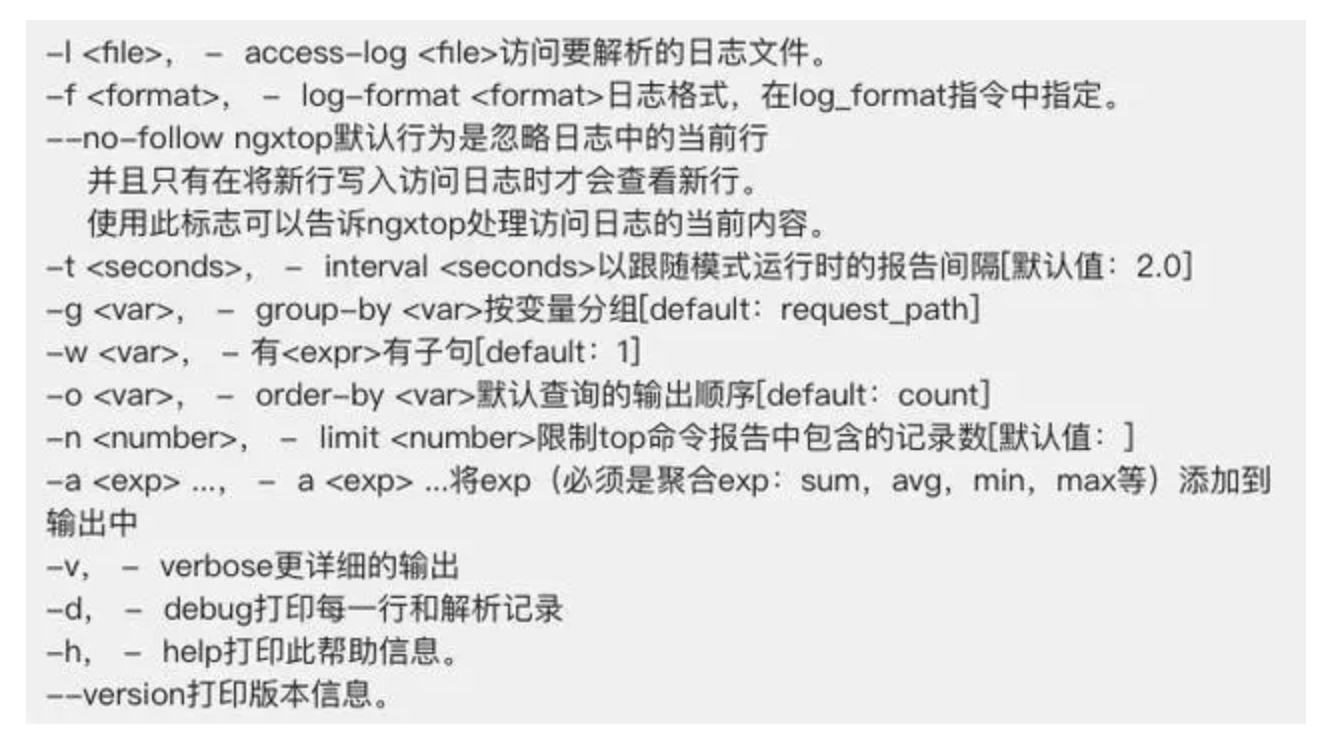 -l <file>， - access-log <file>访问要解析的日志文件。
-f <format>， - log-format <format>日志格式，在log_format指令中指定。
--no-follow ngxtop默认行为是忽略日志中的当前行
并且只有在将新行写入访问日志时才会查看新行。
使用此标志可以告诉ngxtop处理访问日志的当前内容。
-t <seconds>， - interval <seconds>以跟随模式运行时的报告间隔[默认值：2.0]
-g <var>， - group-by <var>按变量分组[default：request_path]
-w <var>， - 有<expr>有子句[default：1]
-o <var>， - order-by <var>默认查询的输出顺序[default：count]
-n <number>， - limit <number>限制top命令报告中包含的记录数[默认值：]
-a <exp> ...， - a <exp> ...将exp（必须是聚合exp：sum，avg，min，max等）添加到
输出中
-v， - verbose更详细的输出
-d， - debug打印每一行和解析记录
-h， - help打印此帮助信息。
--version打印版本信息。